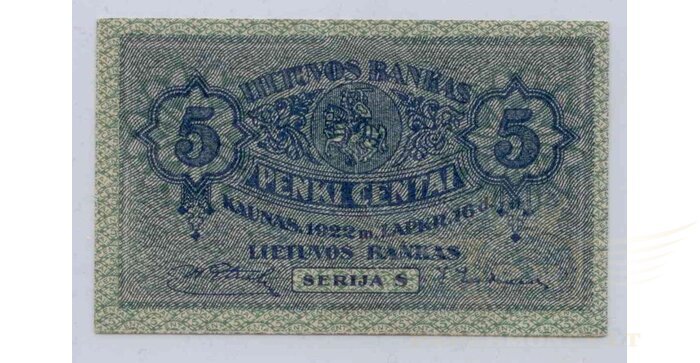 LIETUVOS BANKAS
5 5
PENKI CENTAI
KAUNAS, 1922 m. LAPKR. 16 d.
LIETUVOS BANKAS
SERIJA S